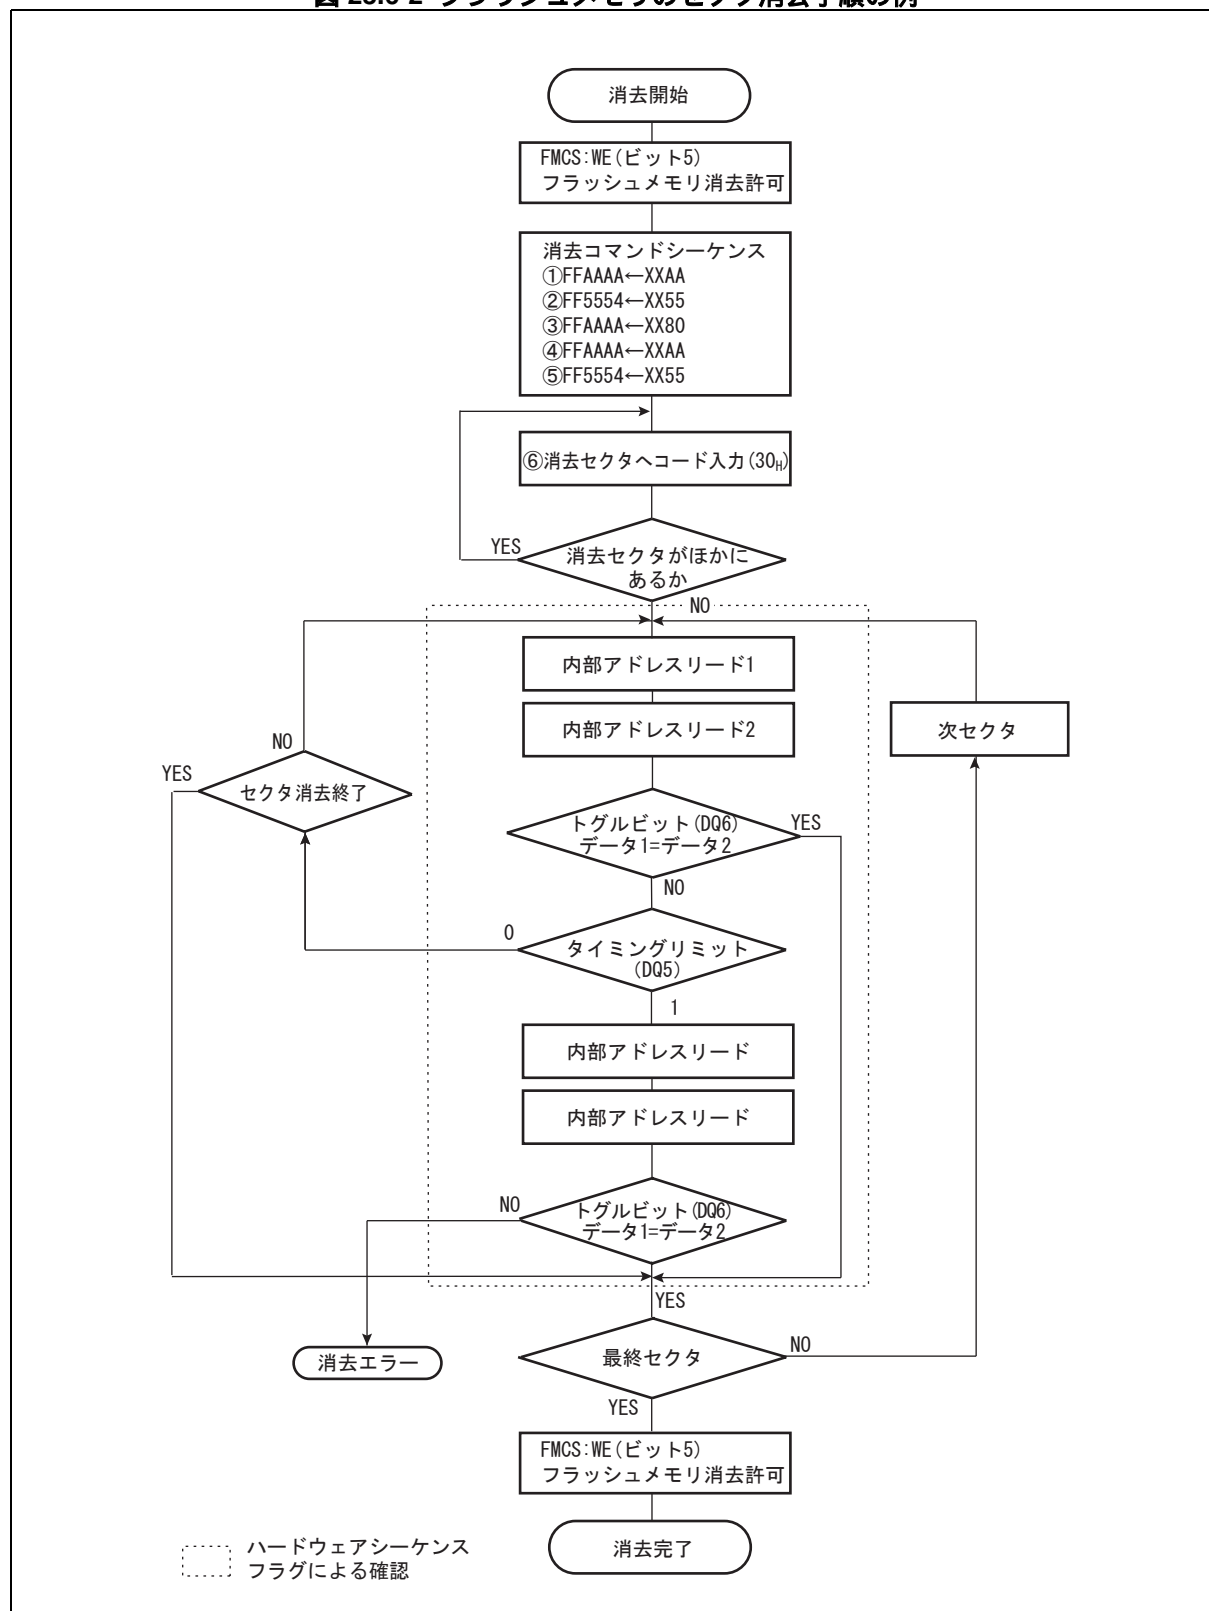 消去開始
FMCS:WE(ビット5)
フラッシュメモリ消去許可
消去コマンドシーケンス
①FFAAAA←XXAA
②FF5554←XX55
③FFAAAA←XX80
④FFAAAA←XXAA
⑤FF5554←XX55
⑥消去セクタへコード入力(30H)
YES
消去セクタがほかに
あるか
NO
内部アドレスリード1
内部アドレスリード2
次セクタ
NO
YES
セクタ消去終了
トグルビット(DQ6)
データ1=データ2
YES
NO
0
タイミングリミット
(DQ5)
1
内部アドレスリード
内部アドレスリード
NO
トグルビット(DQ6)
データ1=データ2
YES
消去エラー
最終セクタ
NO
YES
FMCS:WE(ビット5)
フラッシュメモリ消去許可
消去完了
ハードウェアシーケンス
フラグによる確認